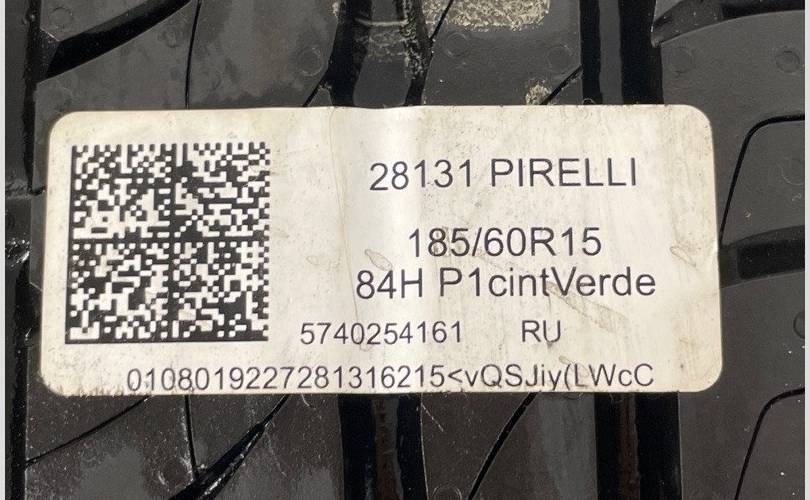 28131 PIRELLI
185/60R15
84H P1cintVerde
5740254161 RU
0108019227281316215<vQSJiy(LWcC